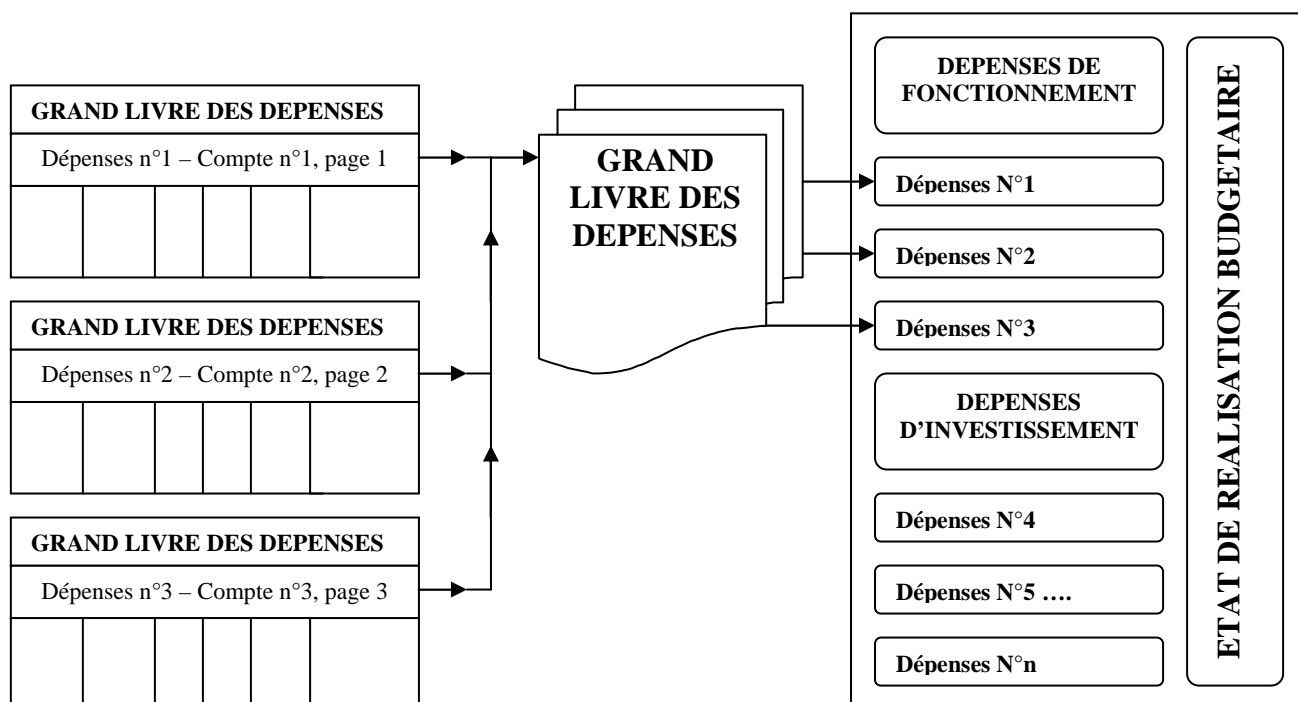 GRAND LIVRE DES DEPENSES
Dépenses n°1 – Compte n°1, page 1
GRAND LIVRE DES DEPENSES
Dépenses n°2 – Compte n°2, page 2
GRAND LIVRE DES DEPENSES
Dépenses n°3 – Compte n°3, page 3
GRAND
LIVRE DES
DEPENSES
DEPENSES DE
FONCTIONNEMENT
Dépenses N°1
Dépenses N°2
Dépenses N°3
DEPENSES
D'INVESTISSEMENT
Dépenses N°4
Dépenses N°5 ….
Dépenses N°n
ETAT DE REALISATION BUDGETAIRE